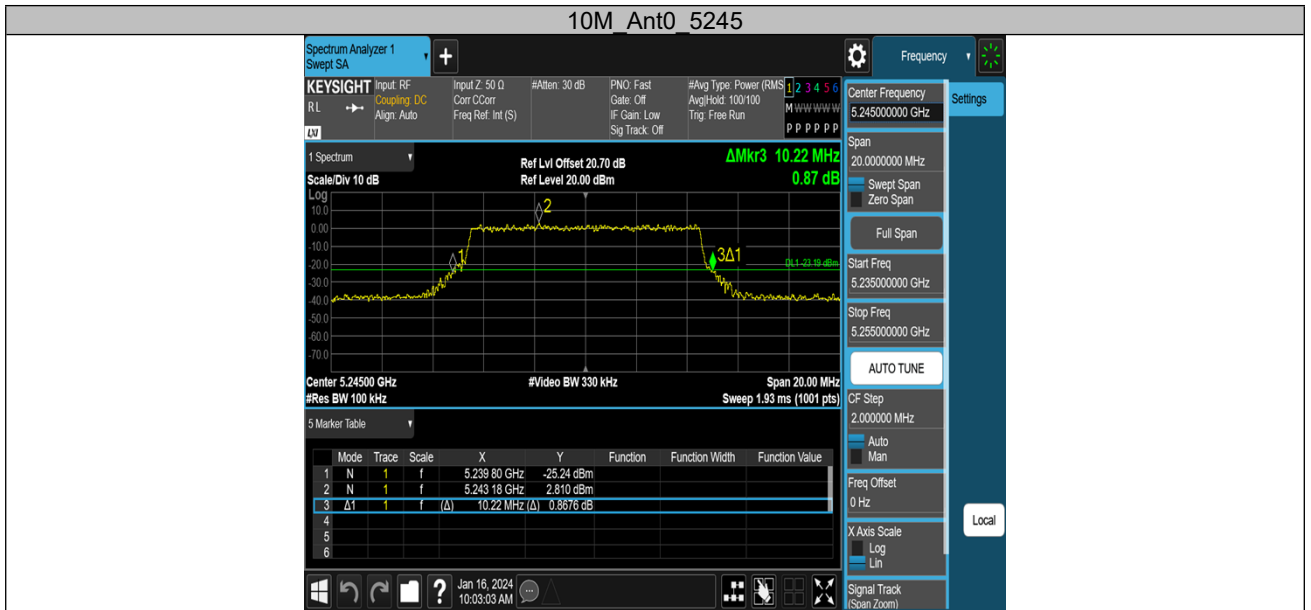 10M_Ant0_5245
Spectrum Analyzer 1
Swept SA
+
Frequency
KEYSIGHT
RL
LXI
Input: RF
Coupling: DC
Align: Auto
Input Z: 50 Ω
Corr CCorr
Freq Ref: Int (S)
#Atten: 30 dB
PNO: Fast
Gate: Off
IF Gain: Low
Sig Track: Off
#Avg Type: Power (RMS
Avg|Hold: 100/100
Trig: Free Run
1 2 3 4 5 6
M W W W W W
P P P P P P
1 Spectrum
Scale/Div 10 dB
Ref Lvl Offset 20.70 dB
Ref Level 20.00 dBm
ΔMkr3 10.22 MHz
0.87 dB
Log
10.0
0.00
-10.0
-20.0
-30.0
-40.0
-50.0
-60.0
-70.0
1
2
3Δ1
DL1 -23.19 dBm
Center 5.24500 GHz
#Video BW 330 kHz
Span 20.00 MHz
#Res BW 100 kHz
Sweep 1.93 ms (1001 pts)
5 Marker Table
Mode Trace Scale X Y Function Function Width Function Value
1 N 1 f 5.239 80 GHz -25.24 dBm
2 N 1 f 5.243 18 GHz 2.810 dBm
3 Δ1 1 f (Δ) 10.22 MHz (Δ) 0.8676 dB
4
5
6
?
Jan 16, 2024
10:03:03 AM
Center Frequency
5.245000000 GHz
Settings
Span
20.0000000 MHz
Swept Span
Zero Span
Full Span
Start Freq
5.235000000 GHz
Stop Freq
5.255000000 GHz
AUTO TUNE
CF Step
2.000000 MHz
Auto
Man
Freq Offset
0 Hz
X Axis Scale
Log
Lin
Local
Signal Track
(Span Zoom)